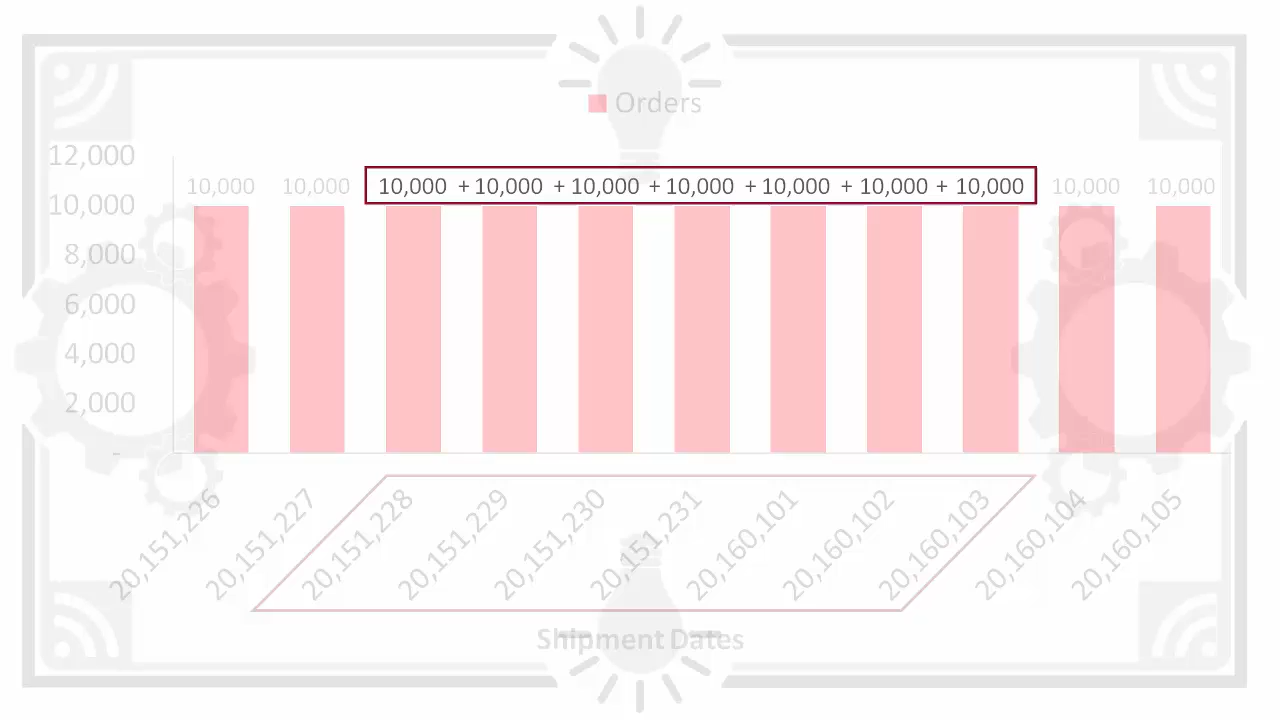 Orders
12,000
10,000 10,000 10,000 + 10,000 + 10,000 + 10,000 + 10,000 + 10,000 + 10,000 10,000 10,000
10,000
8,000
6,000
4,000
2,000
-
20,151,226 20,151,227 20,151,228 20,151,229 20,151,230 20,151,231 20,160,101 20,160,102 20,160,103 20,160,104 20,160,105
Shipment Dates